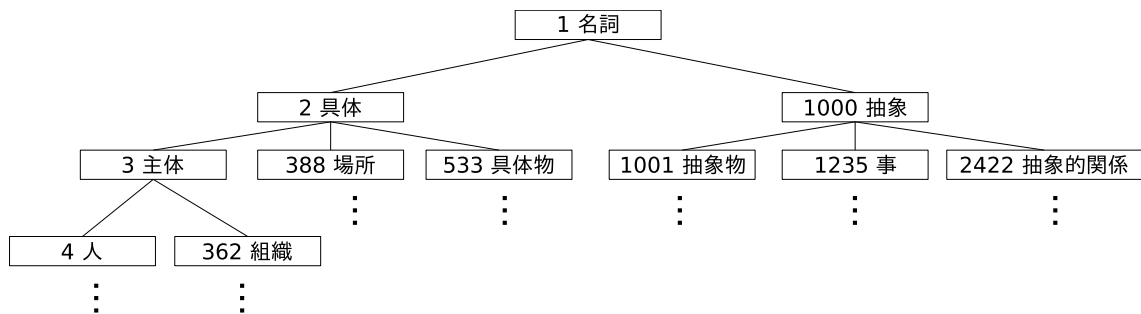 1 名詞
2 具体
1000 抽象
3 主体
388 場所
533 具体物
1001 抽象物
1235 事
2422 抽象的関係
4 人
362 組織